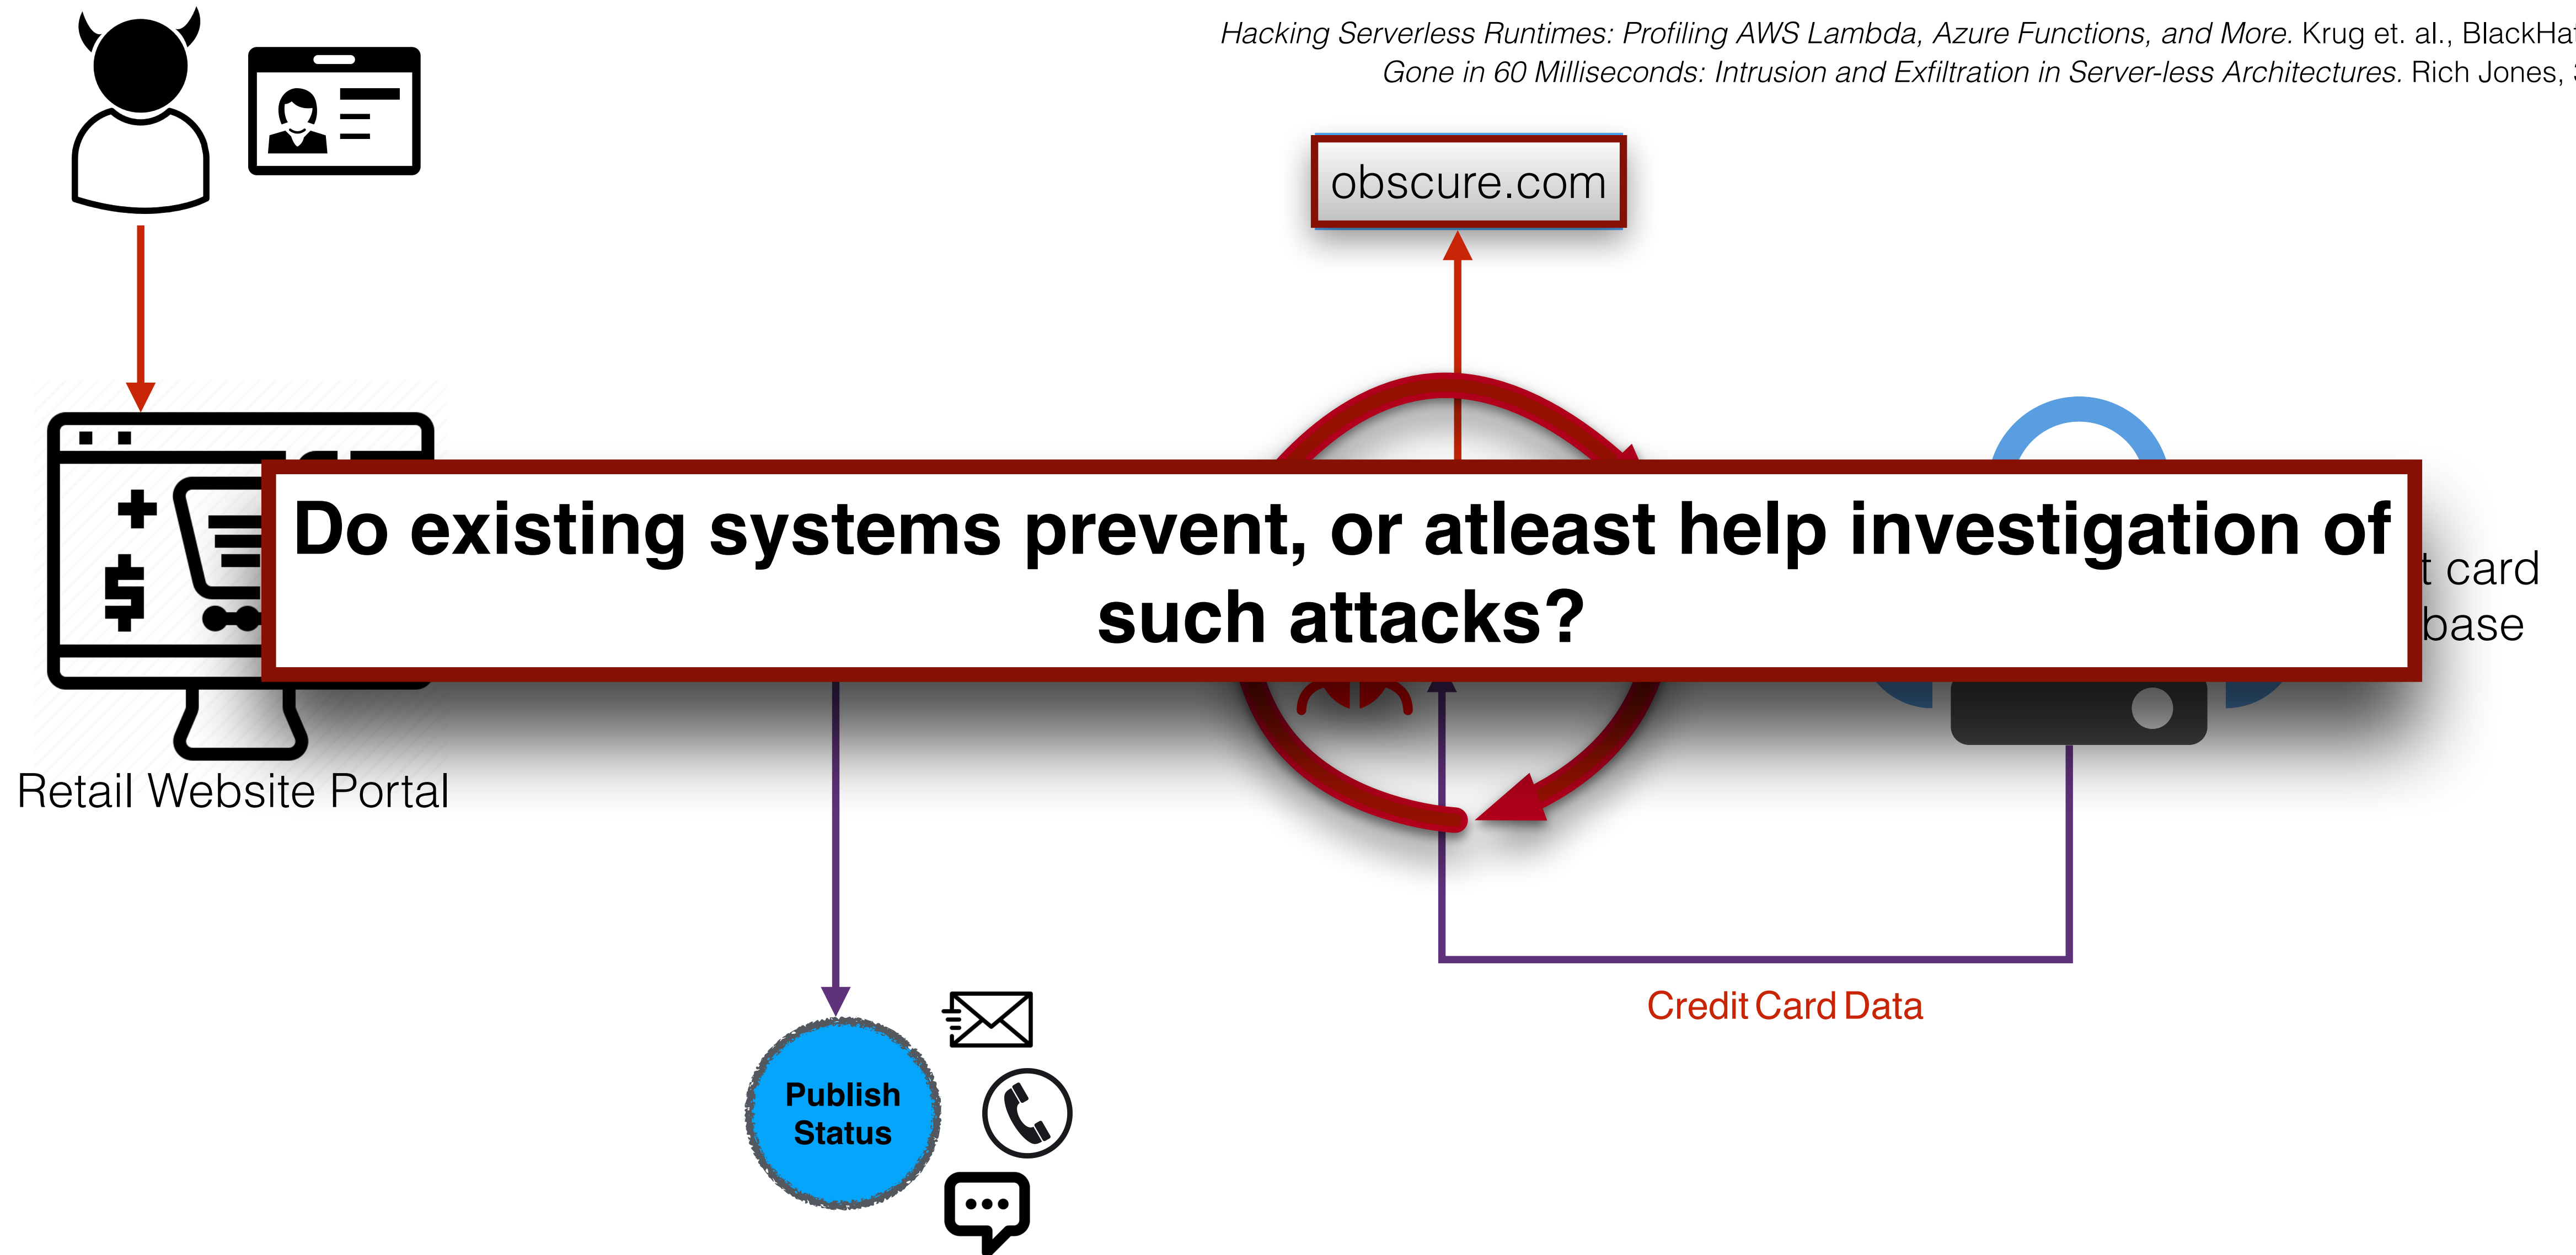 Hacking Serverless Runtimes: Profiling AWS Lambda, Azure Functions, and More. Krug et. al.,
Gone in 60 Milliseconds: Intrusion and Exfiltration in Server-less Architectures. Rich Jones,
obscure.com
Do existing systems prevent, or atleast help investigation of
such attacks?
card
Retail Website Portal
Credit Card Data
Publish
Status